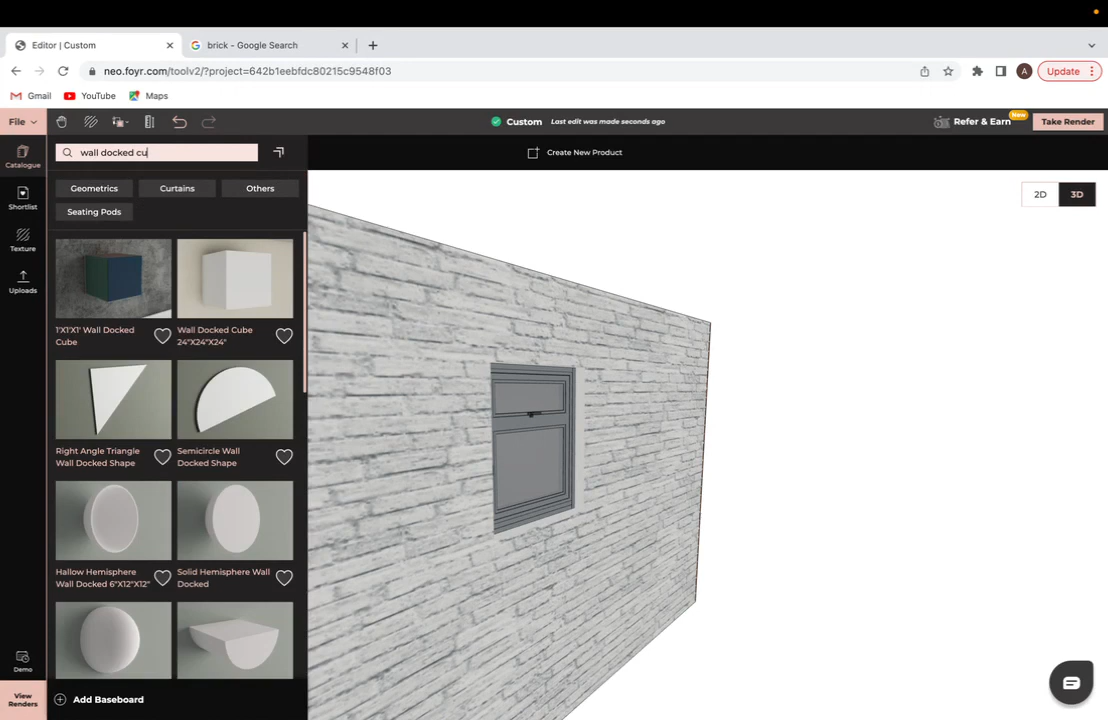 Editor | Custom
brick - Google Search
neo.foyr.com/toolv2/?project=642b1eebfdc80215c9548f03
A
Update
Gmail
YouTube
Maps
File
Custom
Last edit was made seconds ago
Refer & Earn
New
Take Render
Catalogue
Shortlist
Texture
Uploads
Demo
View
Renders
wall docked cu
Create New Product
2D
3D
Geometrics
Curtains
Others
Seating Pods
1'X1'X1' Wall Docked
Cube
Wall Docked Cube
24"X24"X24"
Right Angle Triangle
Wall Docked Shape
Semicircle Wall
Docked Shape
Hallow Hemisphere
Wall Docked 6"X12"X12"
Solid Hemisphere Wall
Docked
Add Baseboard